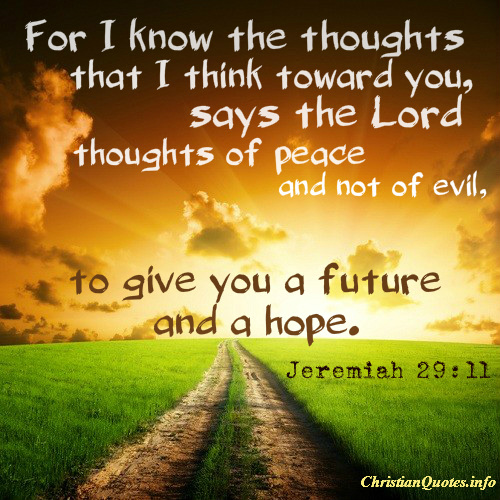 For I know the thoughts
that I think toward you,
says the Lord
thoughts of peace
and not of evil,
to give you a future
and a hope.
Jeremiah 29:11
ChristianQuotes.info